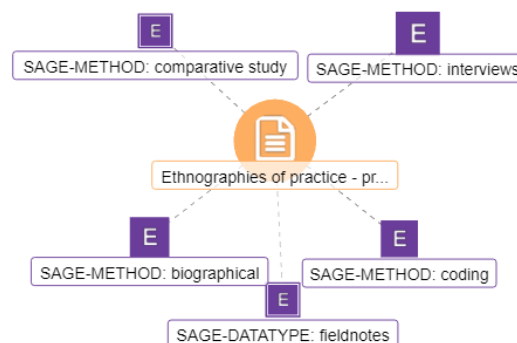 E
SAGE-METHOD: comparative study
E
SAGE-METHOD: interviews
Ethnographies of practice - pr...
E
SAGE-METHOD: biographical
E
SAGE-METHOD: coding
E
SAGE-DATATYPE: fieldnotes